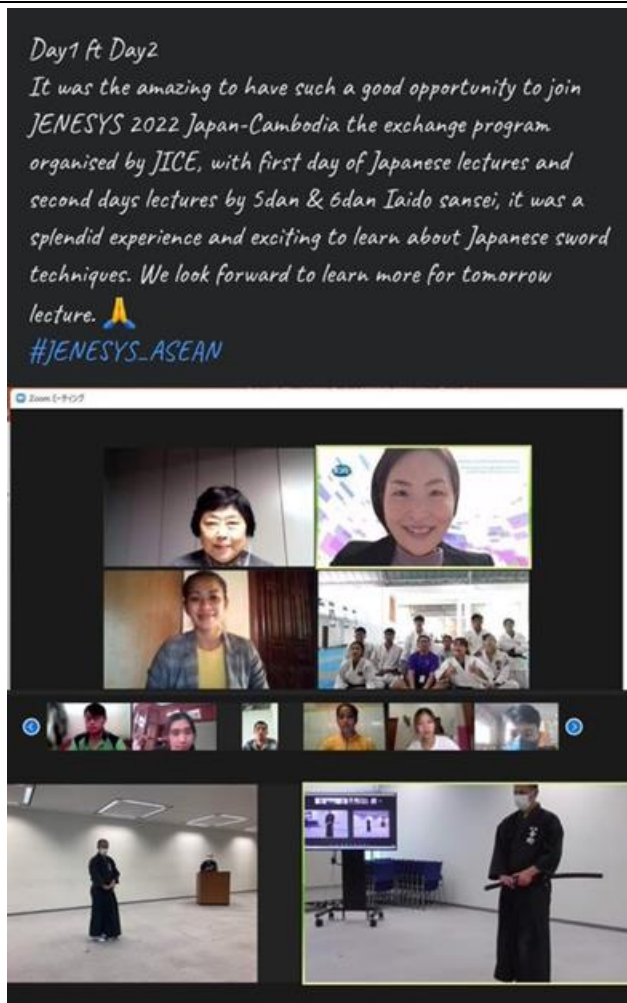 Day1 ft Day2
It was the amazing to have such a good opportunity to join
JENESYS 2022 Japan-Cambodia the exchange program
organised by JICE, with first day of Japanese lectures and
second days lectures by 5dan & 6dan Iaido sansei, it was a
splendid experience and exciting to learn about Japanese sword
techniques. We look forward to learn more for tomorrow
lecture. 🙏
#JENESYS_ASEAN
Zoom ミーティング